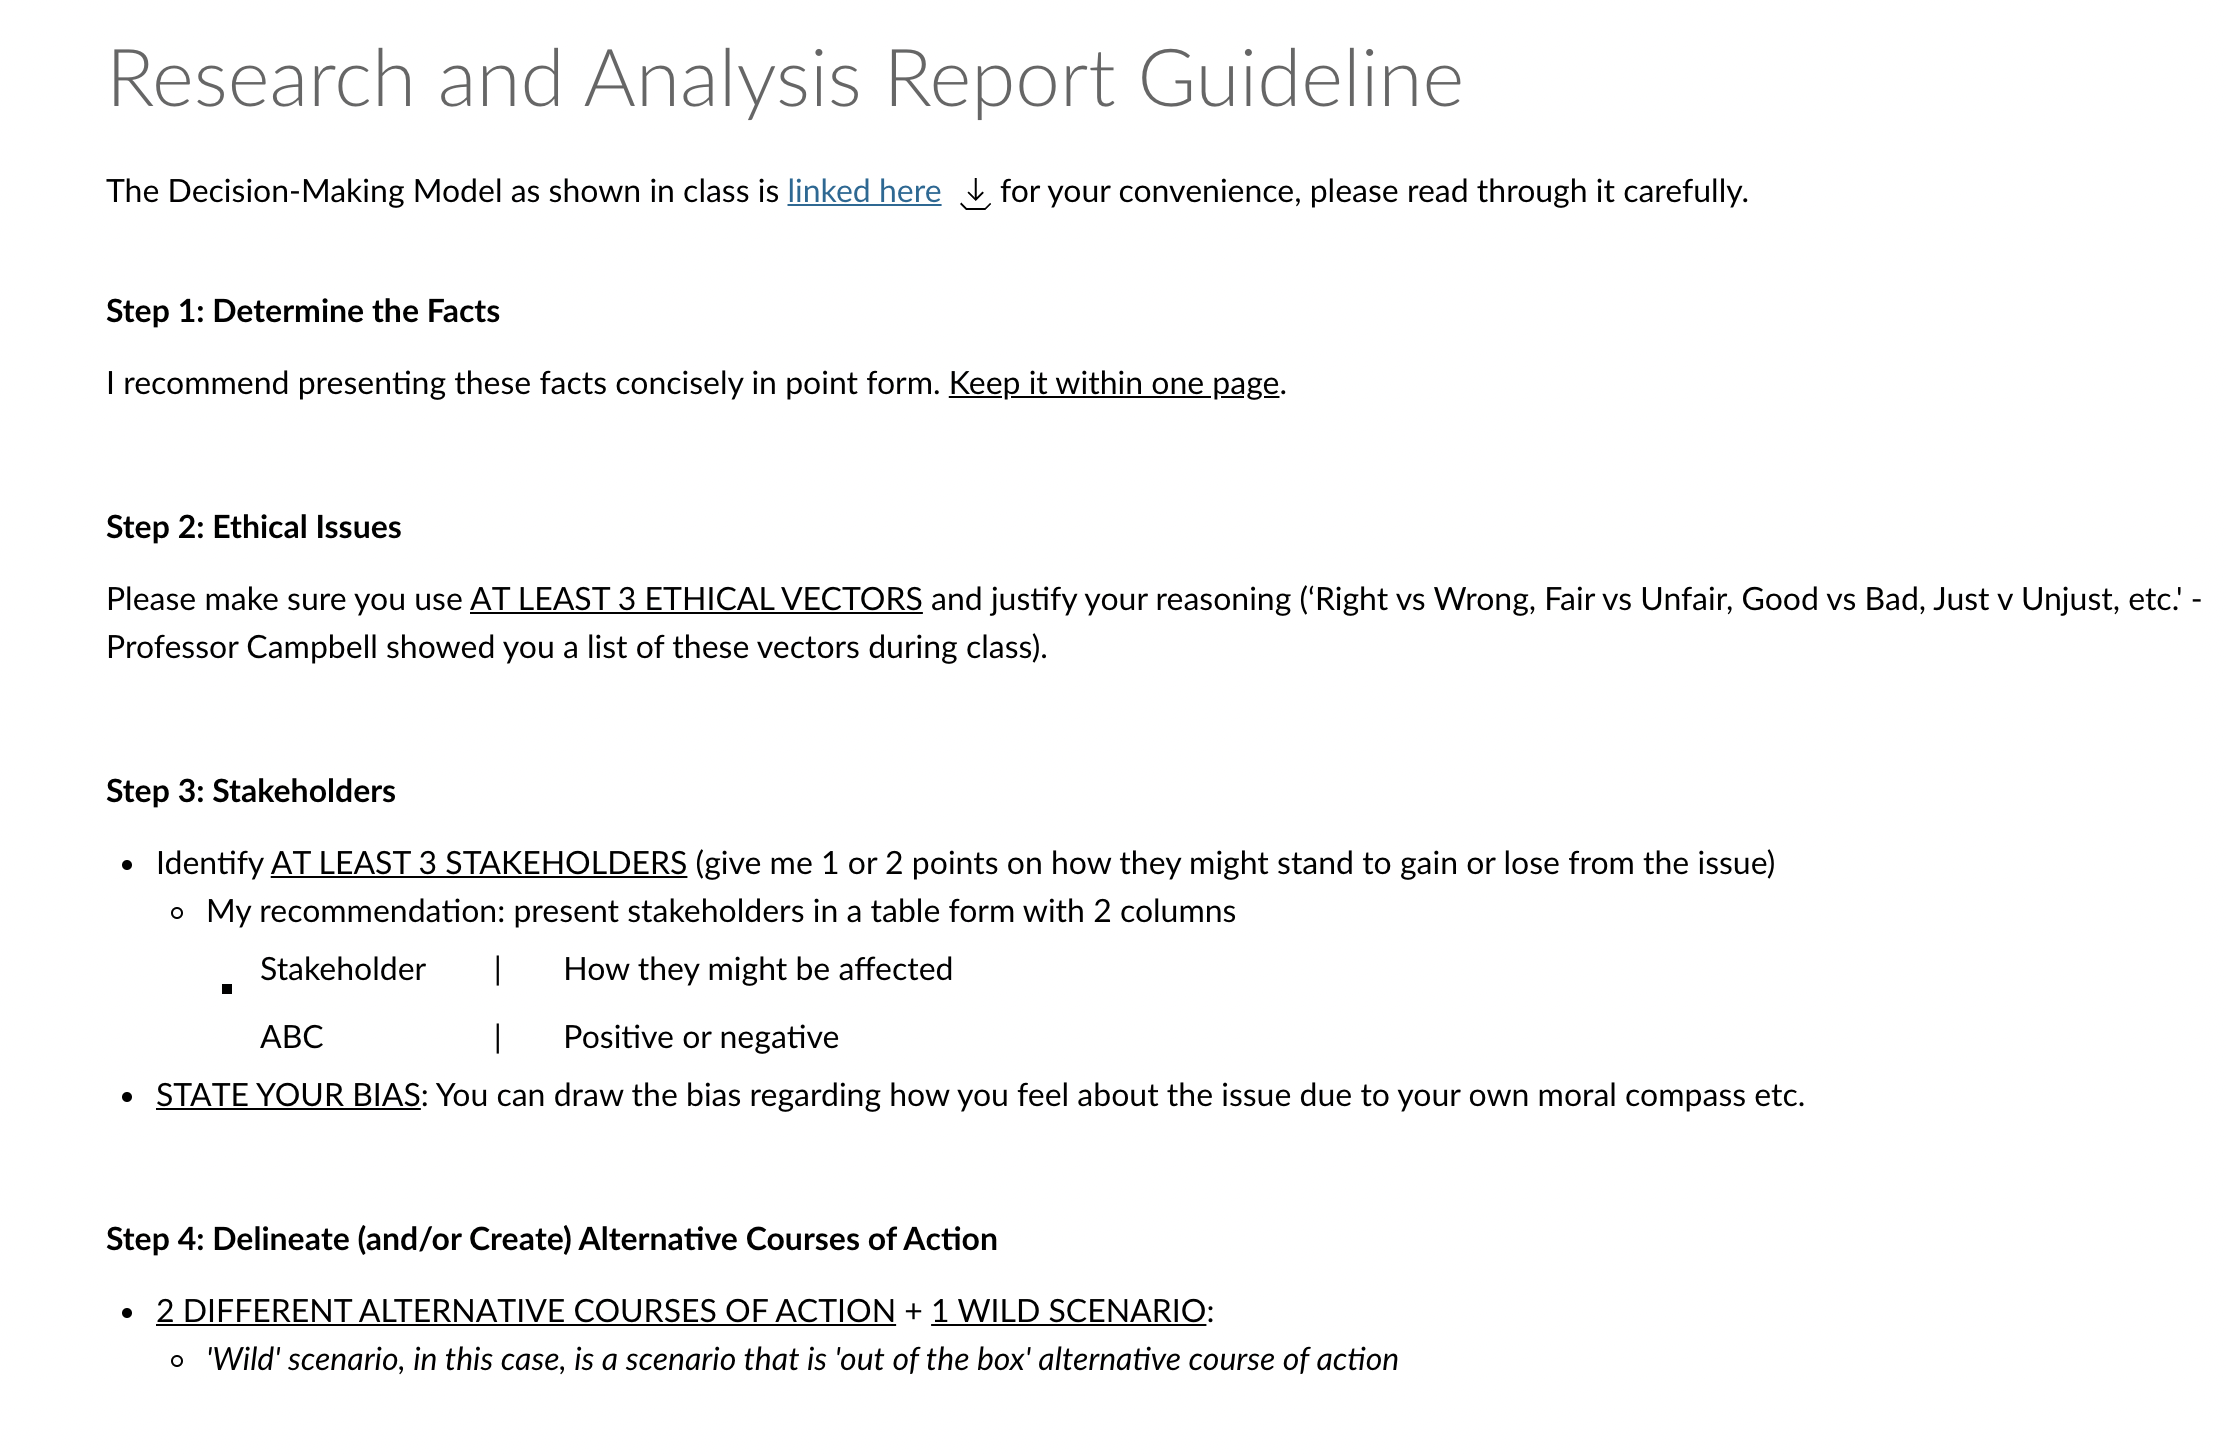 Research and Analysis Report Guideline
The Decision-Making Model as shown in class is linked here for your convenience, please read through it carefully.
Step 1: Determine the Facts
I recommend presenting these facts concisely in point form. Keep it within one page.
Step 2: Ethical Issues
Please make sure you use AT LEAST 3 ETHICAL VECTORS and justify your reasoning (‘Right vs Wrong, Fair vs Unfair, Good vs Bad, Just v Unjust, etc.' -
Professor Campbell showed you a list of these vectors during class).
Step 3: Stakeholders
• Identify AT LEAST 3 STAKEHOLDERS (give me 1 or 2 points on how they might stand to gain or lose from the issue)
◦ My recommendation: present stakeholders in a table form with 2 columns
▪ Stakeholder | How they might be affected
ABC | Positive or negative
• STATE YOUR BIAS: You can draw the bias regarding how you feel about the issue due to your own moral compass etc.
Step 4: Delineate (and/or Create) Alternative Courses of Action
• 2 DIFFERENT ALTERNATIVE COURSES OF ACTION + 1 WILD SCENARIO:
◦ 'Wild' scenario, in this case, is a scenario that is 'out of the box' alternative course of action